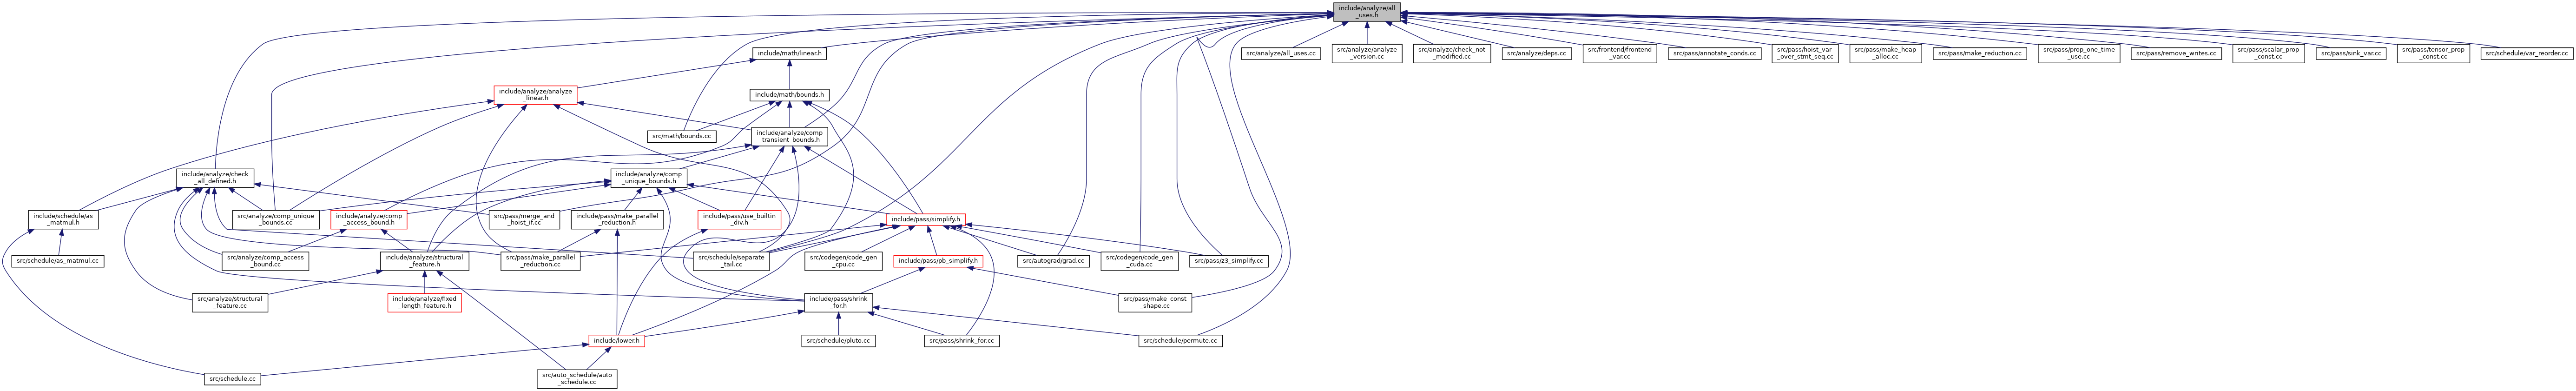 include/analyze/all
_uses.h
include/math/linear.h
src/analyze/all_uses.cc
src/analyze/analyze
_version.cc
src/analyze/check_not
_modified.cc
src/analyze/deps.cc
src/frontend/frontend
_var.cc
src/pass/annotate_conds.cc
src/pass/hoist_var
_over_stmt_seq.cc
src/pass/make_heap
_alloc.cc
src/pass/make_reduction.cc
src/pass/prop_one_time
_use.cc
src/pass/remove_writes.cc
src/pass/scalar_prop
_const.cc
src/pass/sink_var.cc
src/pass/tensor_prop
_const.cc
src/schedule/var_reorder.cc
include/analyze/analyze
_linear.h
include/math/bounds.h
src/math/bounds.cc
include/analyze/comp
_transient_bounds.h
include/analyze/check
_all_defined.h
include/analyze/comp
_unique_bounds.h
include/schedule/as
_matmul.h
src/analyze/comp_unique
_bounds.cc
include/analyze/comp
_access_bound.h
src/pass/merge_and
_hoist_if.cc
include/pass/make_parallel
_reduction.h
include/pass/use_builtin
_div.h
include/pass/simplify.h
src/schedule/as_matmul.cc
src/analyze/comp_access
_bound.cc
include/analyze/structural
_feature.h
src/pass/make_parallel
_reduction.cc
src/schedule/separate
_tail.cc
src/codegen/code_gen
_cpu.cc
include/pass/pb_simplify.h
src/autograd/grad.cc
src/codegen/code_gen
_cuda.cc
src/pass/z3_simplify.cc
src/analyze/structural
_feature.cc
include/analyze/fixed
_length_feature.h
include/pass/shrink
_for.h
src/pass/make_const
_shape.cc
include/lower.h
src/schedule/pluto.cc
src/pass/shrink_for.cc
src/schedule/permute.cc
src/schedule.cc
src/auto_schedule/auto
_schedule.cc